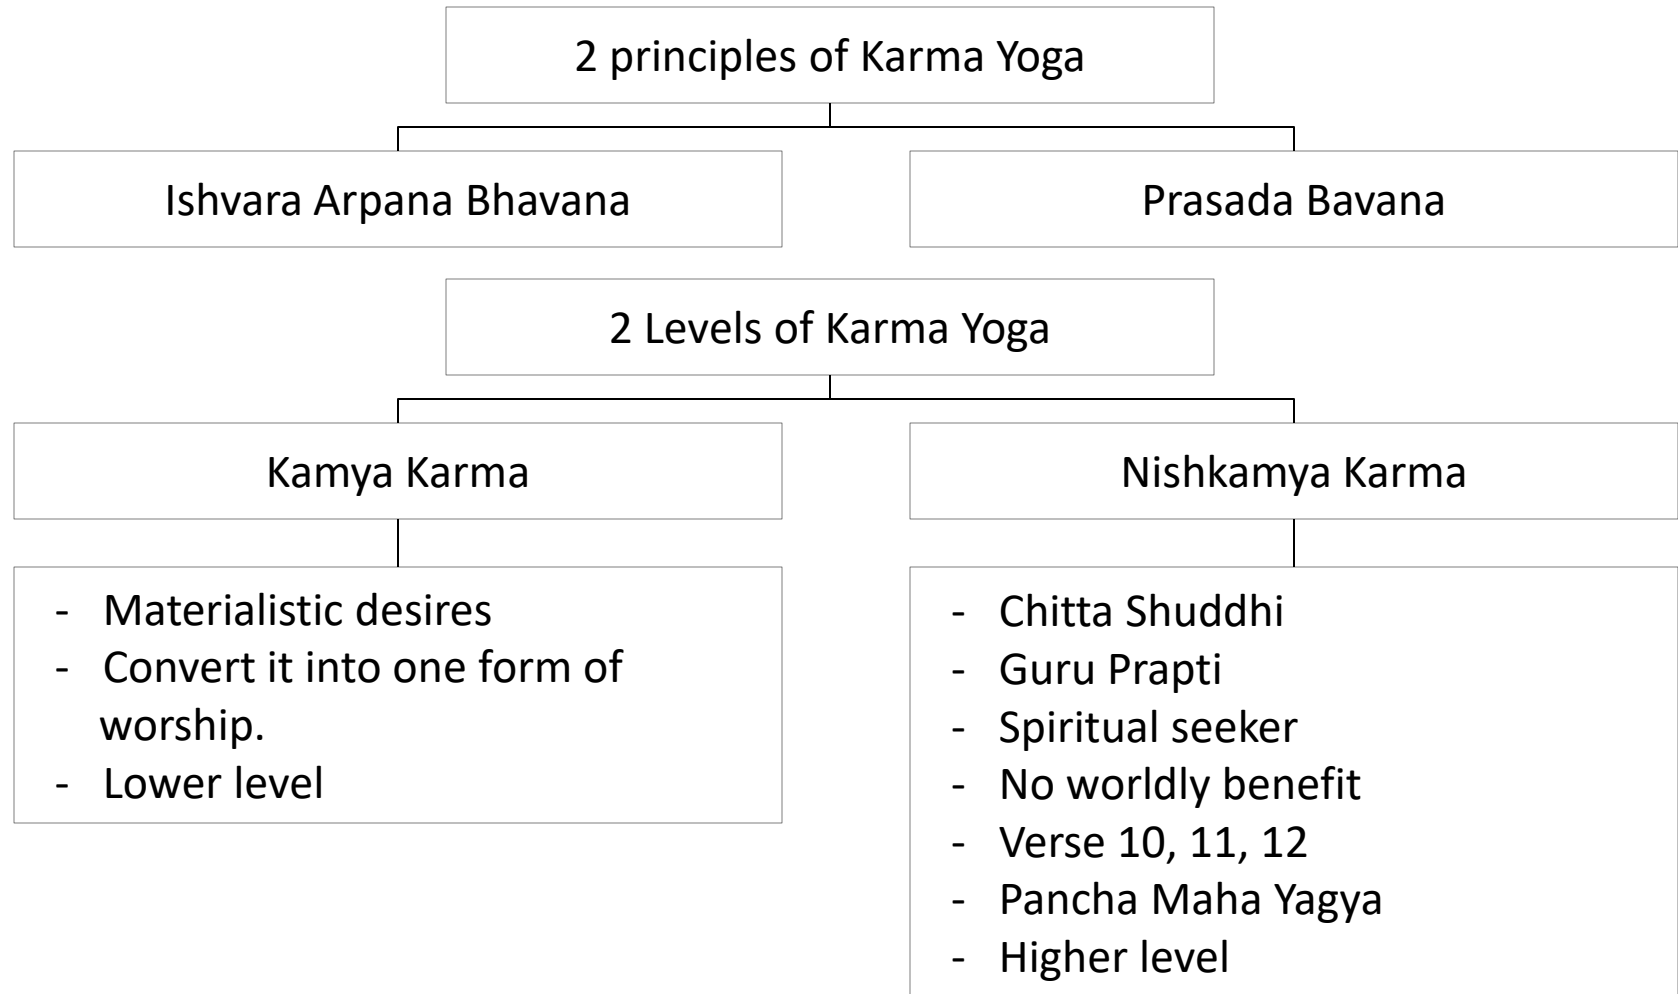 2 principles of Karma Yoga
Ishvara Arpana Bhavana
Prasada Bavana
2 Levels of Karma Yoga
Kamya Karma
Nishkamya Karma
- Materialistic desires
- Convert it into one form of
worship.
- Lower level
- Chitta Shuddhi
- Guru Prapti
- Spiritual seeker
- No worldly benefit
- Verse 10, 11, 12
- Pancha Maha Yagya
- Higher level